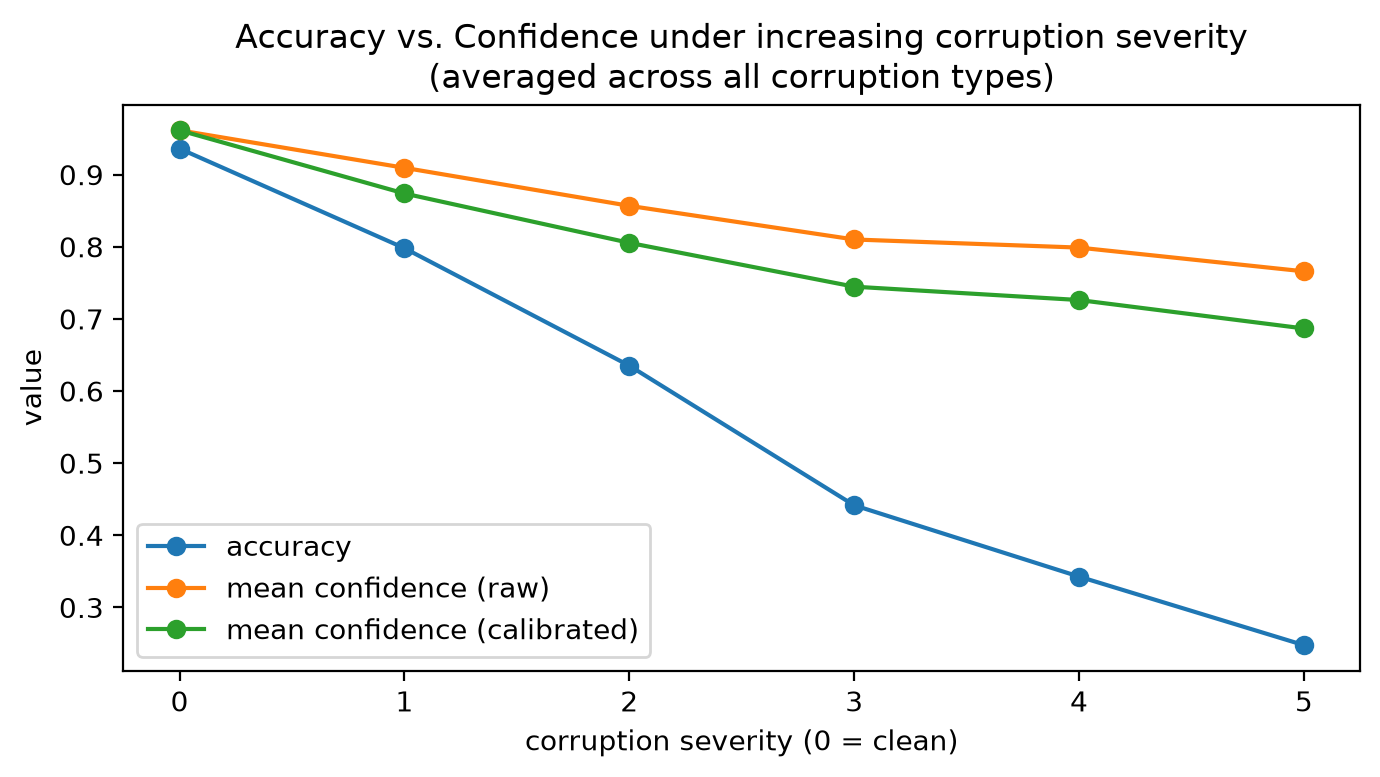 Accuracy vs. Confidence under increasing corruption severity
(averaged across all corruption types)
value
0.9
0.8
0.7
0.6
0.5
0.4
0.3
accuracy
mean confidence (raw)
mean confidence (calibrated)
0 1 2 3 4 5
corruption severity (0 = clean)